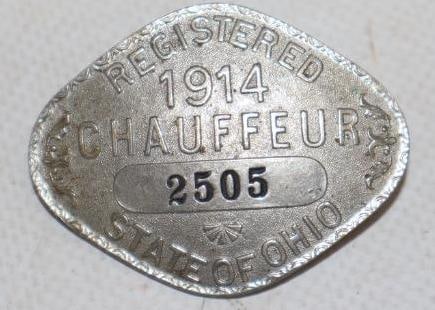 REGISTERED
1914
CHAUFFEUR
2505
STATE OF OHIO